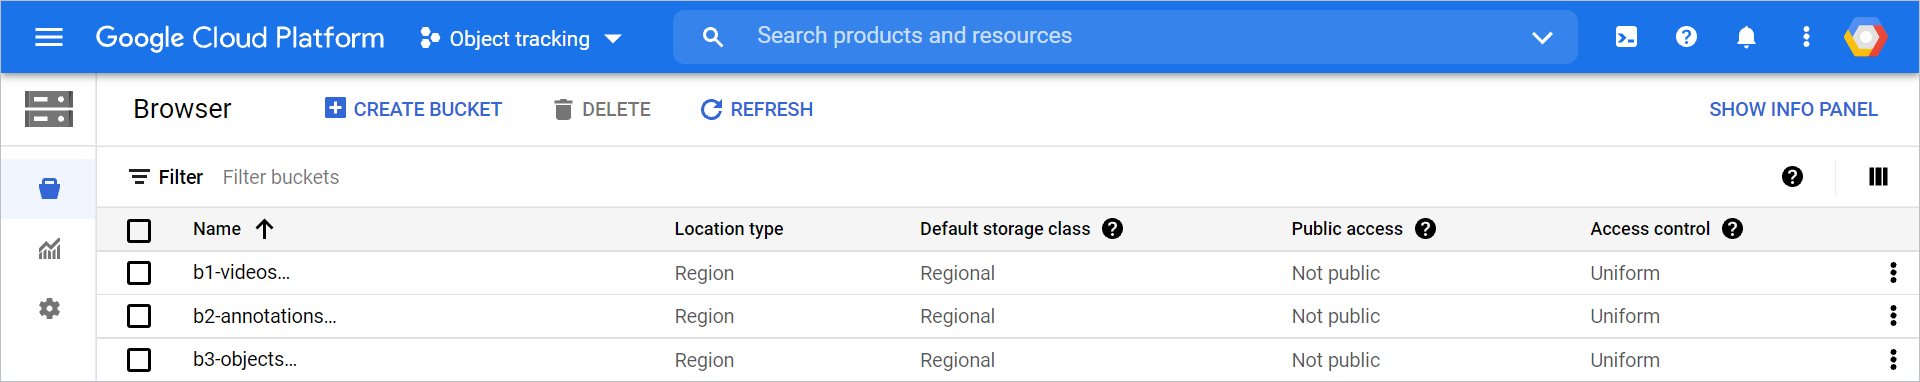 Google Cloud Platform Object tracking Search products and resources
Browser CREATE BUCKET DELETE REFRESH SHOW INFO PANEL
Filter Filter buckets
Name Location type Default storage class Public access Access control
b1-videos... Region Regional Not public Uniform
b2-annotations... Region Regional Not public Uniform
b3-objects... Region Regional Not public Uniform